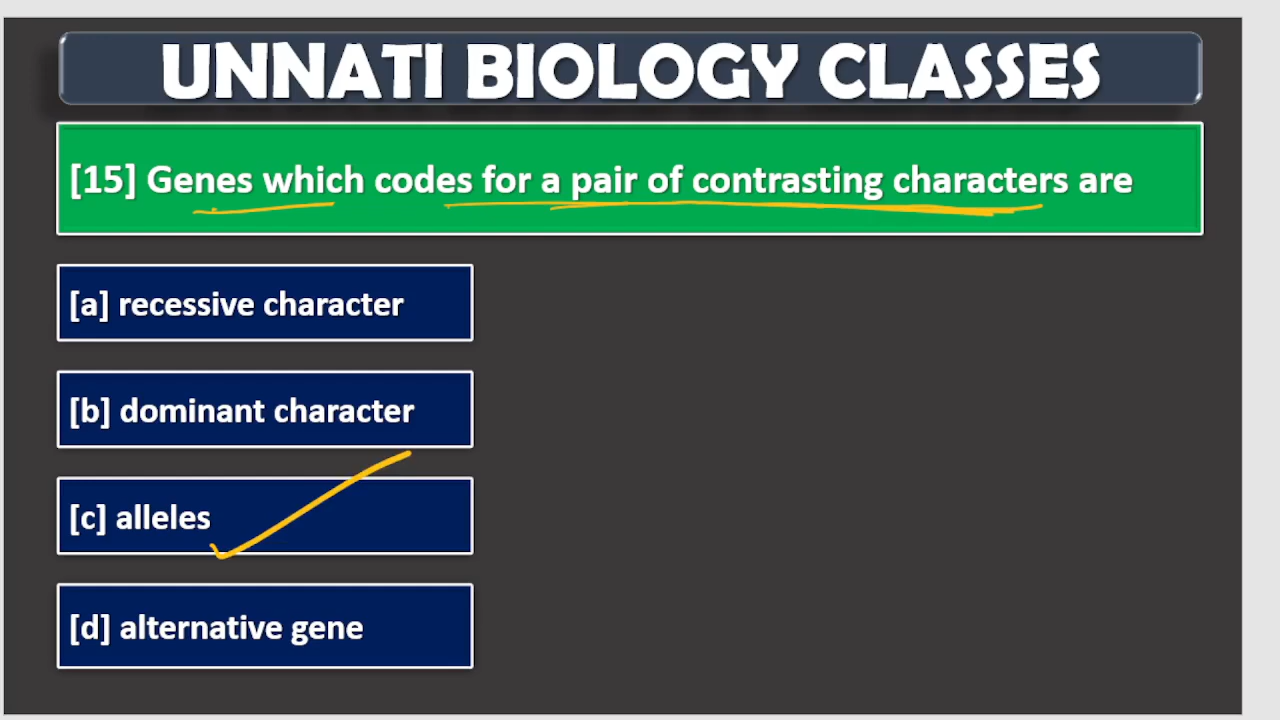 UNNATI BIOLOGY CLASSES
[15] Genes which codes for a pair of contrasting characters are
[a] recessive character
[b] dominant character
[c] alleles
[d] alternative gene